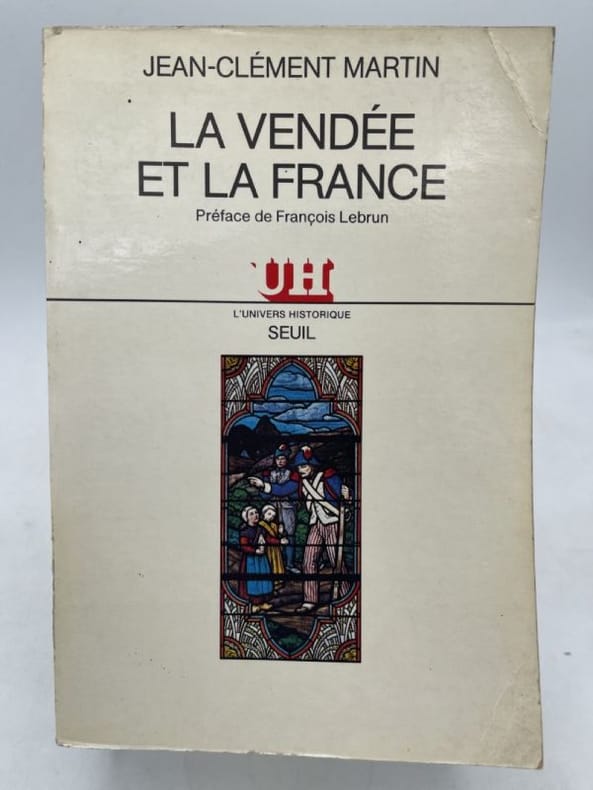 JEAN-CLÉMENT MARTIN
LA VENDÉE
ET LA FRANCE
Préface de François Lebrun
UH
L'UNIVERS HISTORIQUE
SEUIL